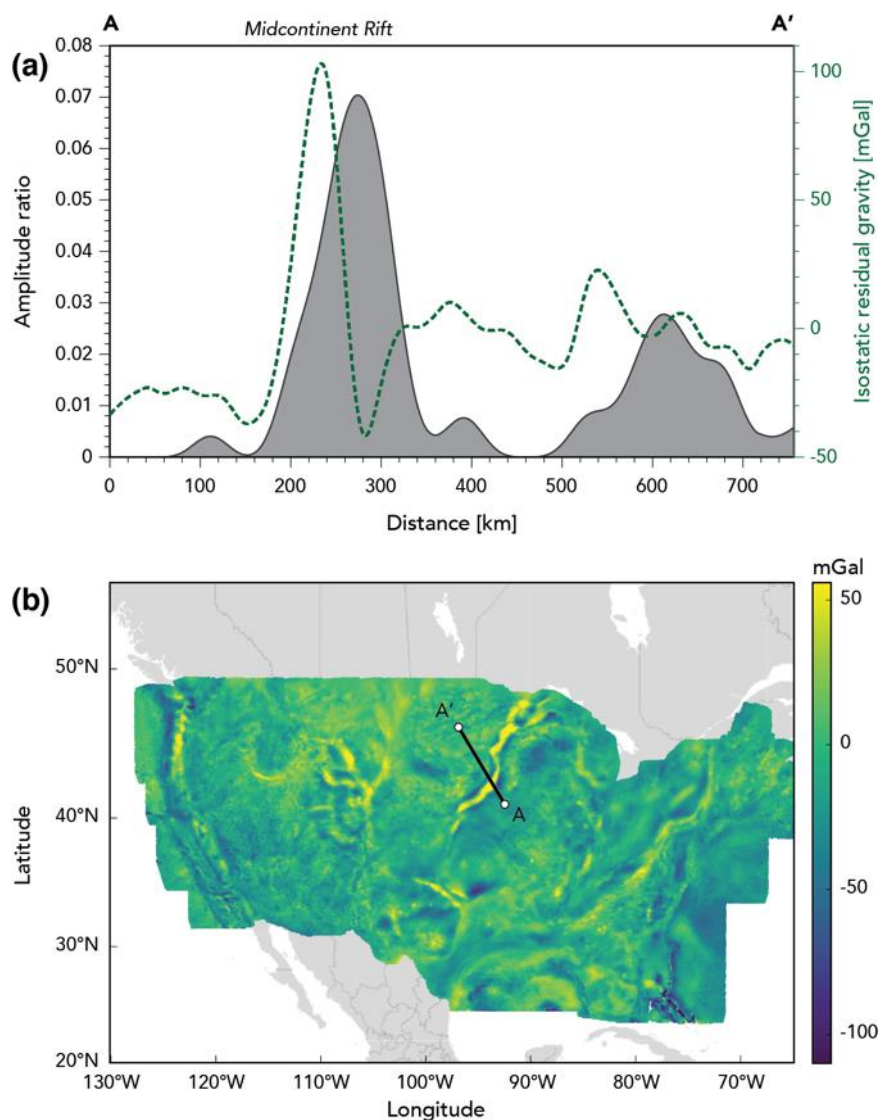 A
Midcontinent Rift
A′
(a)
0.08
0.07
0.06
0.05
0.04
0.03
0.02
0.01
0
Amplitude ratio
100
50
0
-50
Isostatic residual gravity [mGal]
0 100 200 300 400 500 600 700
Distance [km]
(b)
mGal
50
0
-50
-100
50°N
40°N
30°N
20°N
Latitude
A′
A
130°W 120°W 110°W 100°W 90°W 80°W 70°W
Longitude